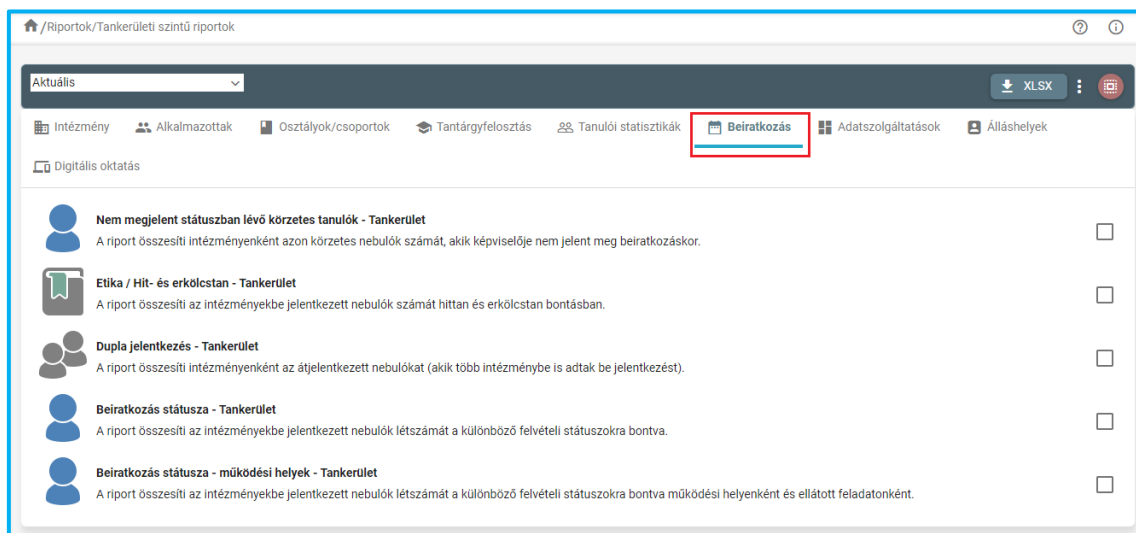 /Riportok/Tankerületi szintű riportok
Aktuális
XLSX
Intézmény Alkalmazottak Osztályok/csoportok Tantárgyfelosztás Tanulói statisztikák Beiratkozás Adatszolgáltatások Álláshelyek
Digitális oktatás
Nem megjelent státuszban lévő körzetes tanulók - Tankerület
A riport összesíti intézményenként azon körzetes nebulók számát, akik képviselője nem jelent meg beiratkozáskor.
Etika / Hit- és erkölcstan - Tankerület
A riport összesíti az intézményekbe jelentkezett nebulók számát hittan és erkölcstan bontásban.
Dupla jelentkezés - Tankerület
A riport összesíti intézményenként az átjelentkezett nebulókat (akik több intézménybe is adtak be jelentkezést).
Beiratkozás státusza - Tankerület
A riport összesíti az intézményekbe jelentkezett nebulók létszámát a különböző felvételi státuszokra bontva.
Beiratkozás státusza - működési helyek - Tankerület
A riport összesíti az intézményekbe jelentkezett nebulók létszámát a különböző felvételi státuszokra bontva működési helyenként és ellátott feladatonként.